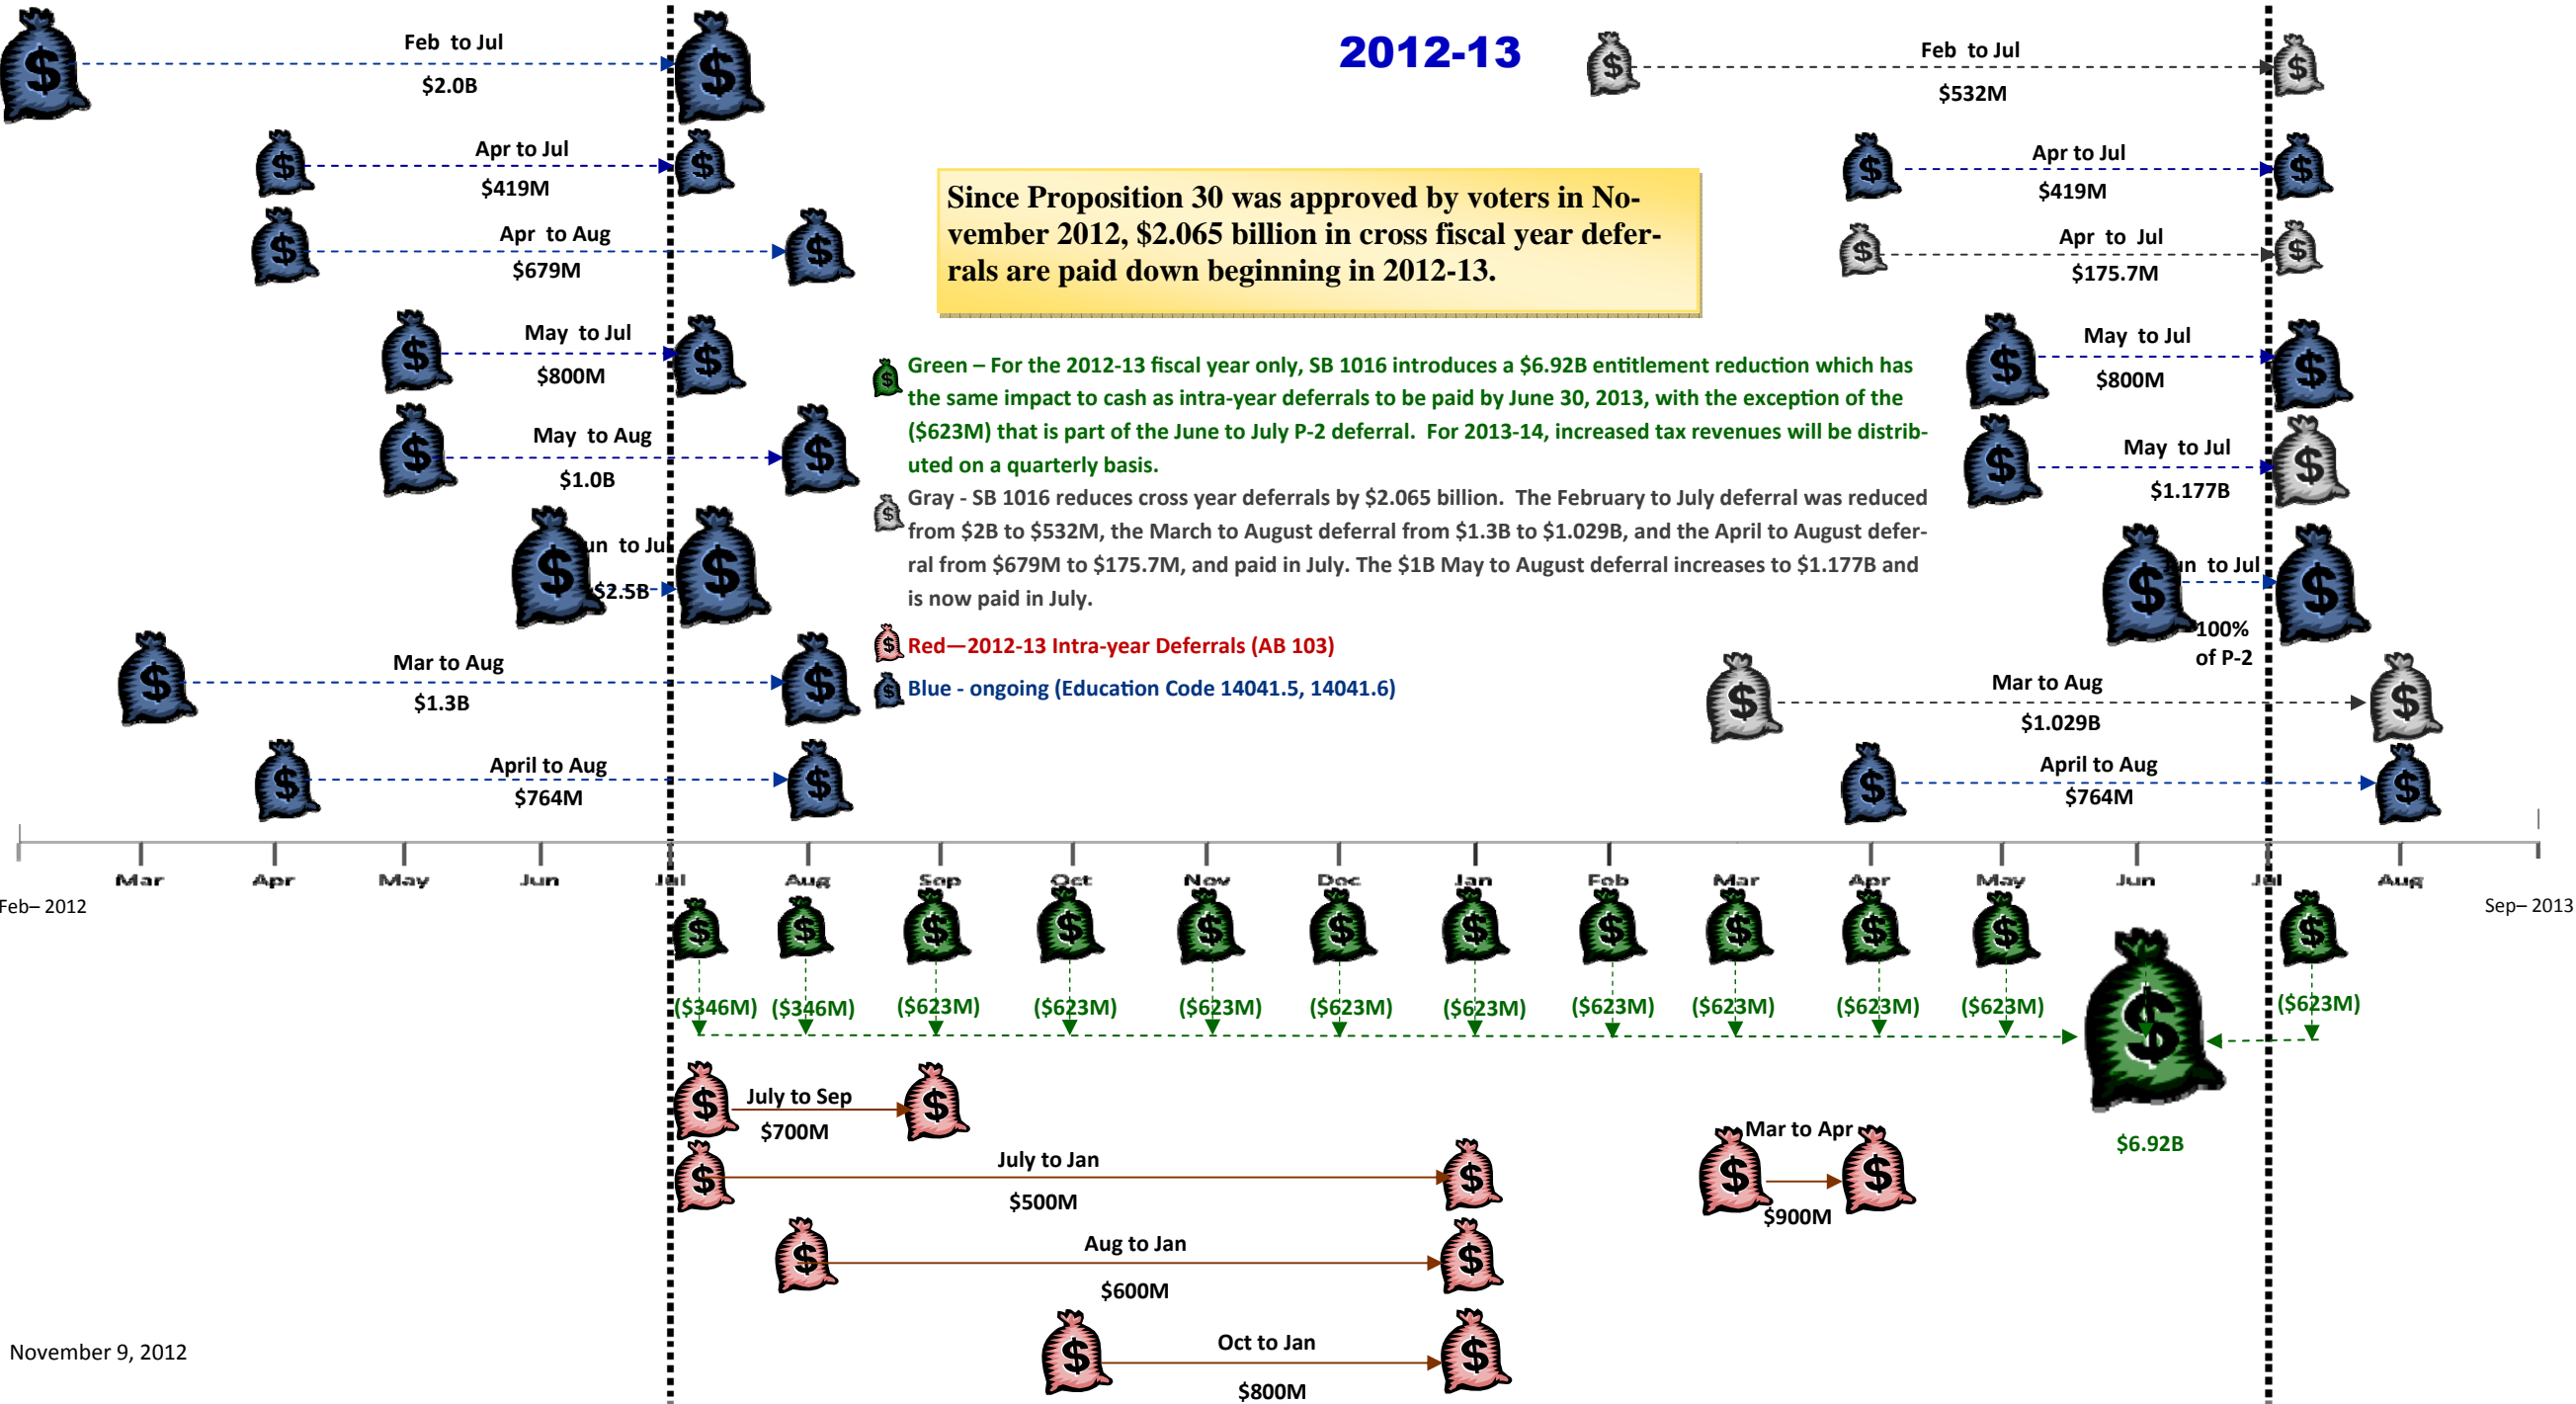 2012-13
Feb to Jul
$2.0B
Apr to Jul
$419M
Apr to Aug
$679M
May to Jul
$800M
May to Aug
$1.0B
un to Jul
$2.5B
Mar to Aug
$1.3B
April to Aug
$764M
Since Proposition 30 was approved by voters in No-
vember 2012, $2.065 billion in cross fiscal year defer-
rals are paid down beginning in 2012-13.
Green – For the 2012-13 fiscal year only, SB 1016 introduces a $6.92B entitlement reduction which has
the same impact to cash as intra-year deferrals to be paid by June 30, 2013, with the exception of the
($623M) that is part of the June to July P-2 deferral. For 2013-14, increased tax revenues will be distrib-
uted on a quarterly basis.
Gray - SB 1016 reduces cross year deferrals by $2.065 billion. The February to July deferral was reduced
from $2B to $532M, the March to August deferral from $1.3B to $1.029B, and the April to August defer-
ral from $679M to $175.7M, and paid in July. The $1B May to August deferral increases to $1.177B and
is now paid in July.
Red—2012-13 Intra-year Deferrals (AB 103)
Blue - ongoing (Education Code 14041.5, 14041.6)
Feb to Jul
$532M
Apr to Jul
$419M
Apr to Jul
$175.7M
May to Jul
$800M
May to Jul
$1.177B
un to Jul
100%
of P-2
Mar to Aug
$1.029B
April to Aug
$764M
Mar Apr May Jun Jul Aug Sep Oct Nov Dec Jan Feb Mar Apr May Jun Jul Aug
Feb– 2012
Sep– 2013
($346M) ($346M) ($623M) ($623M) ($623M) ($623M) ($623M) ($623M) ($623M) ($623M) ($623M) ($623M)
$6.92B
July to Sep
$700M
July to Jan
$500M
Mar to Apr
$900M
Aug to Jan
$600M
Oct to Jan
$800M
November 9, 2012